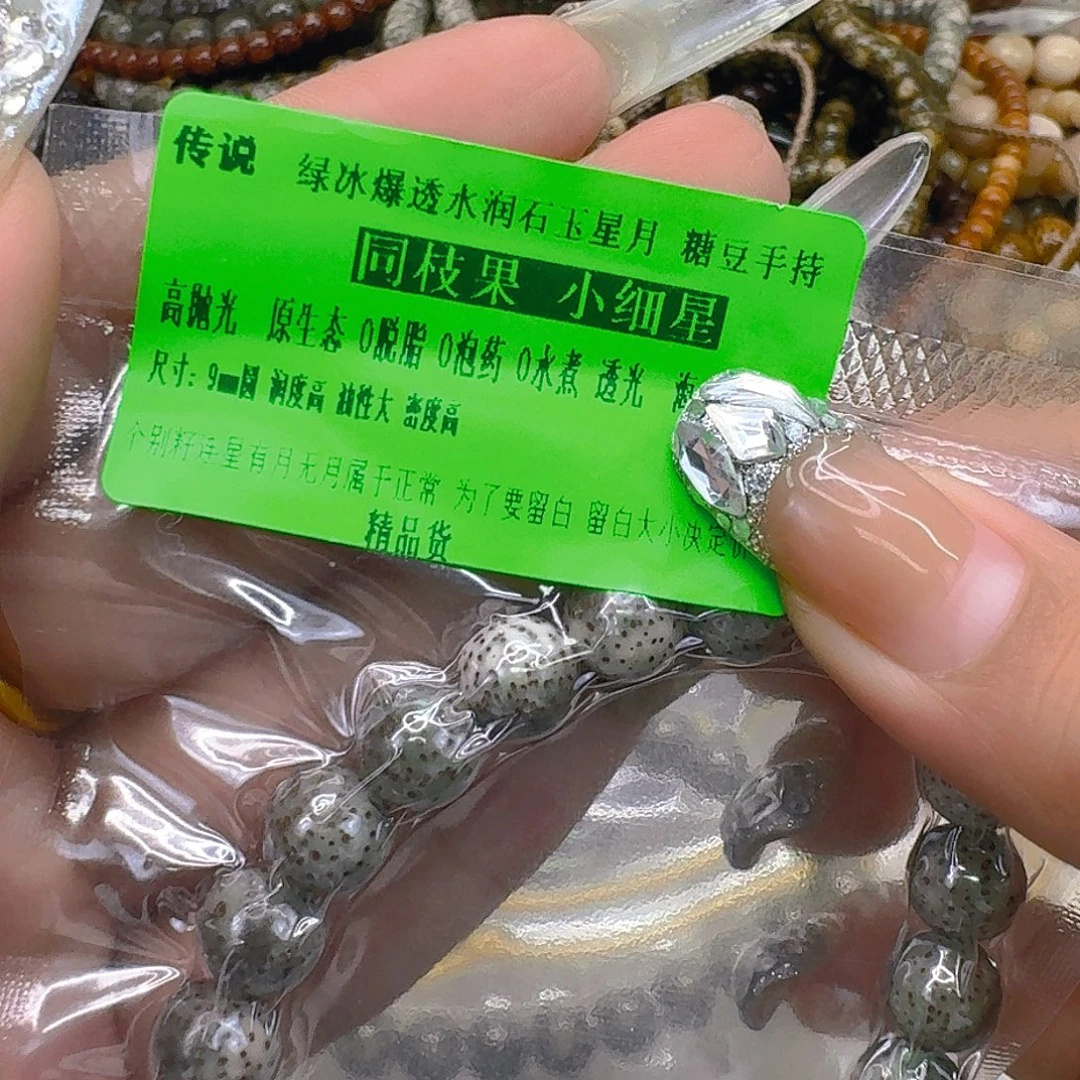 传说 绿冰爆透水润石玉星月 糖豆手持
同枝果 小细星
高抛光 原生态 0脱脂 0泡药 0水煮 透光 海
尺寸: 9mm圆 润度高 油性大 密度高
个别籽连星有月无月属于正常 为了要留白 留白大小决定
精品货